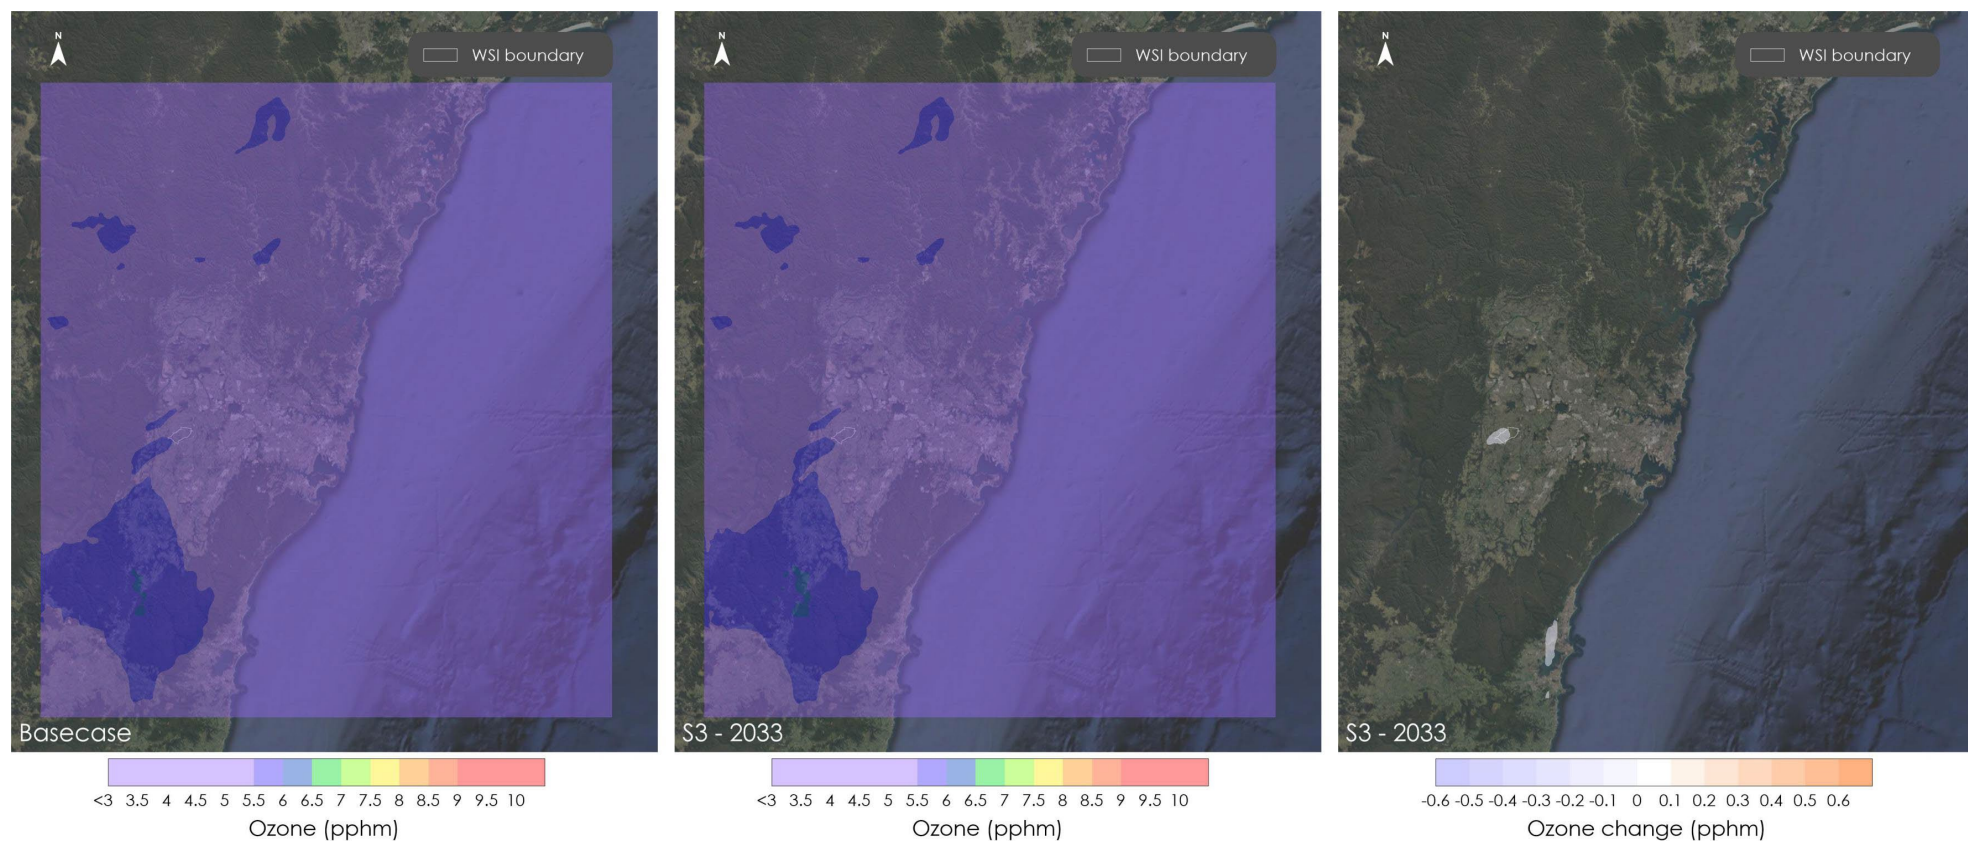 N
WSI boundary
Basecase
<3 3.5 4 4.5 5 5.5 6 6.5 7 7.5 8 8.5 9 9.5 10
Ozone (pphm)
N
WSI boundary
S3 - 2033
<3 3.5 4 4.5 5 5.5 6 6.5 7 7.5 8 8.5 9 9.5 10
Ozone (pphm)
N
WSI boundary
S3 - 2033
-0.6 -0.5 -0.4 -0.3 -0.2 -0.1 0 0.1 0.2 0.3 0.4 0.5 0.6
Ozone change (pphm)